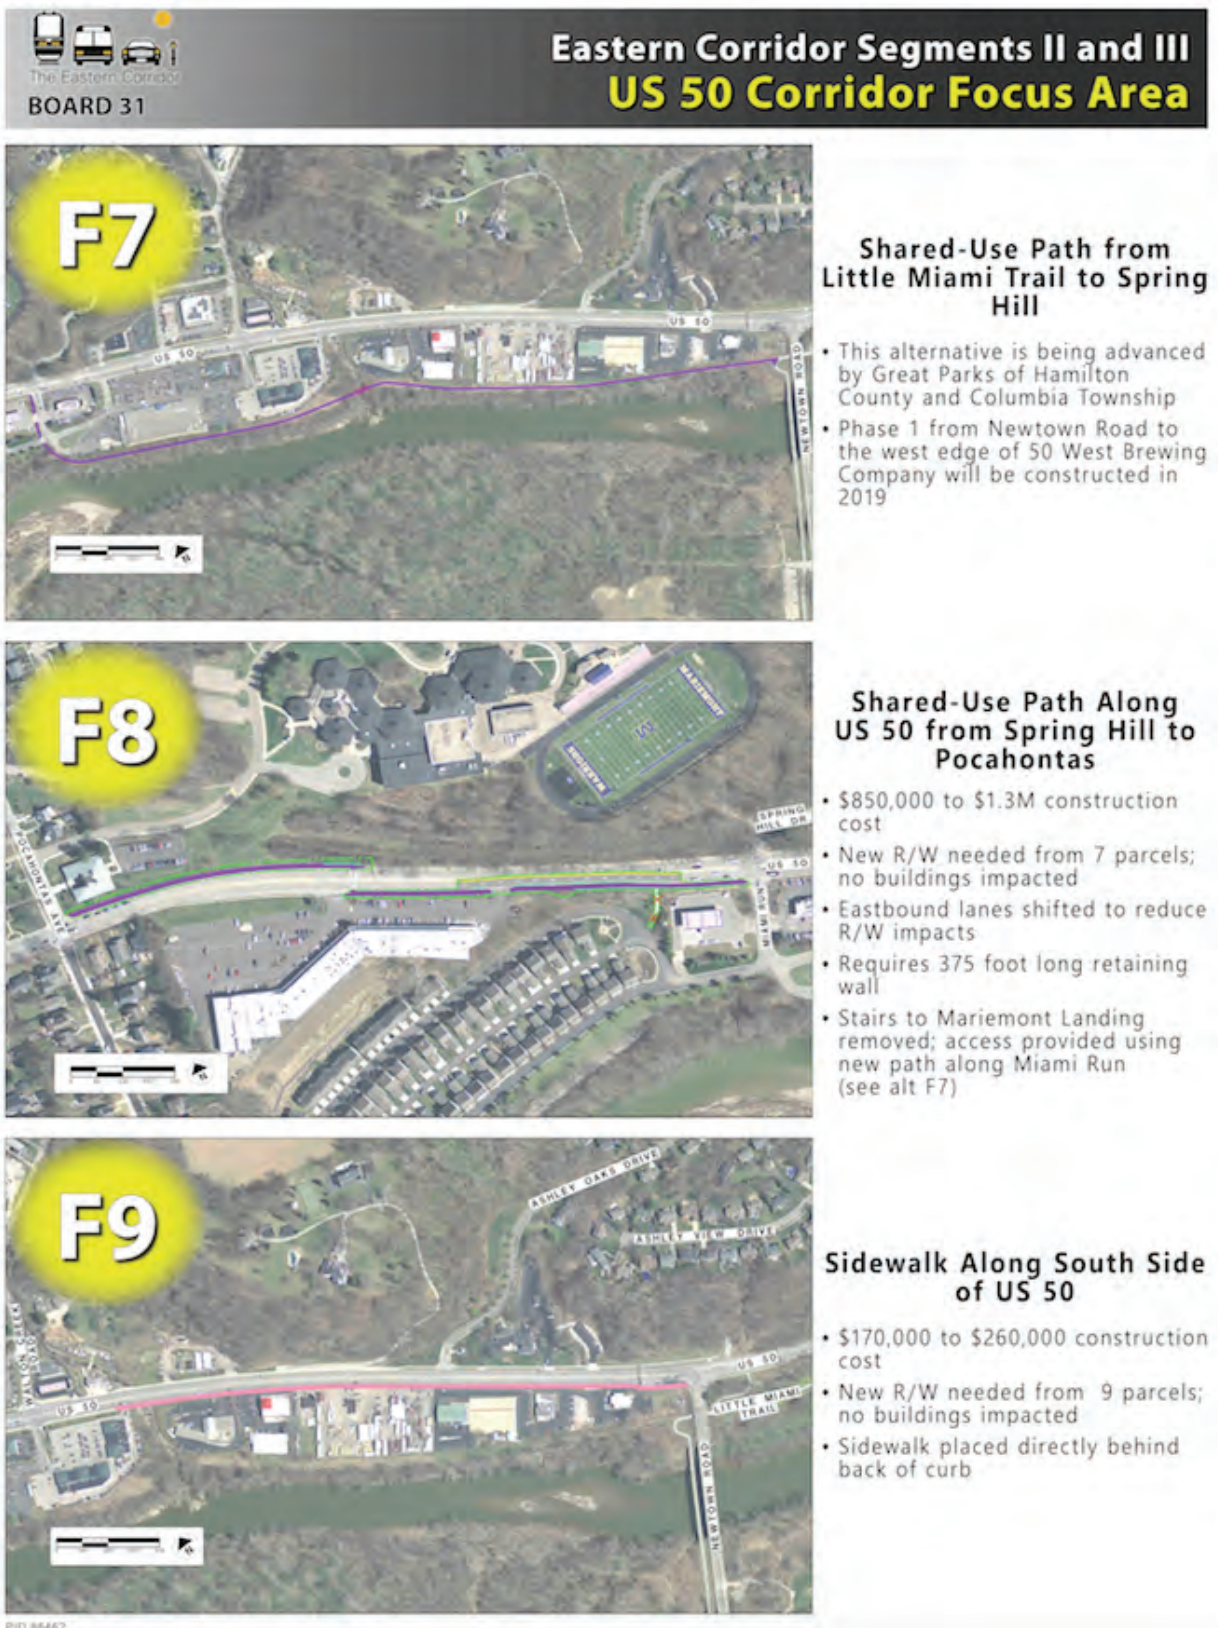 The Eastern Corridor
BOARD 31
Eastern Corridor Segments II and III
US 50 Corridor Focus Area
F7
US 50
US 50
NEWTOWN ROAD
Shared-Use Path from
Little Miami Trail to Spring
Hill
• This alternative is being advanced
by Great Parks of Hamilton
County and Columbia Township
• Phase 1 from Newtown Road to
the west edge of 50 West Brewing
Company will be constructed in
2019
F8
MARIEMONT
M
WARRIORS
SPRING
HILL DR
US 50
POCAHONTAS AVE
MIAMI RUN
Shared-Use Path Along
US 50 from Spring Hill to
Pocahontas
• $850,000 to $1.3M construction
cost
• New R/W needed from 7 parcels;
no buildings impacted
• Eastbound lanes shifted to reduce
R/W impacts
• Requires 375 foot long retaining
wall
• Stairs to Mariemont Landing
removed; access provided using
new path along Miami Run
(see alt F7)
F9
ASHLEY OAKS DRIVE
ASHLEY VIEW DRIVE
WALTON CREEK
ROAD
US 50
US 50
LITTLE MIAMI
TRAIL
NEWTOWN ROAD
Sidewalk Along South Side
of US 50
• $170,000 to $260,000 construction
cost
• New R/W needed from 9 parcels;
no buildings impacted
• Sidewalk placed directly behind
back of curb